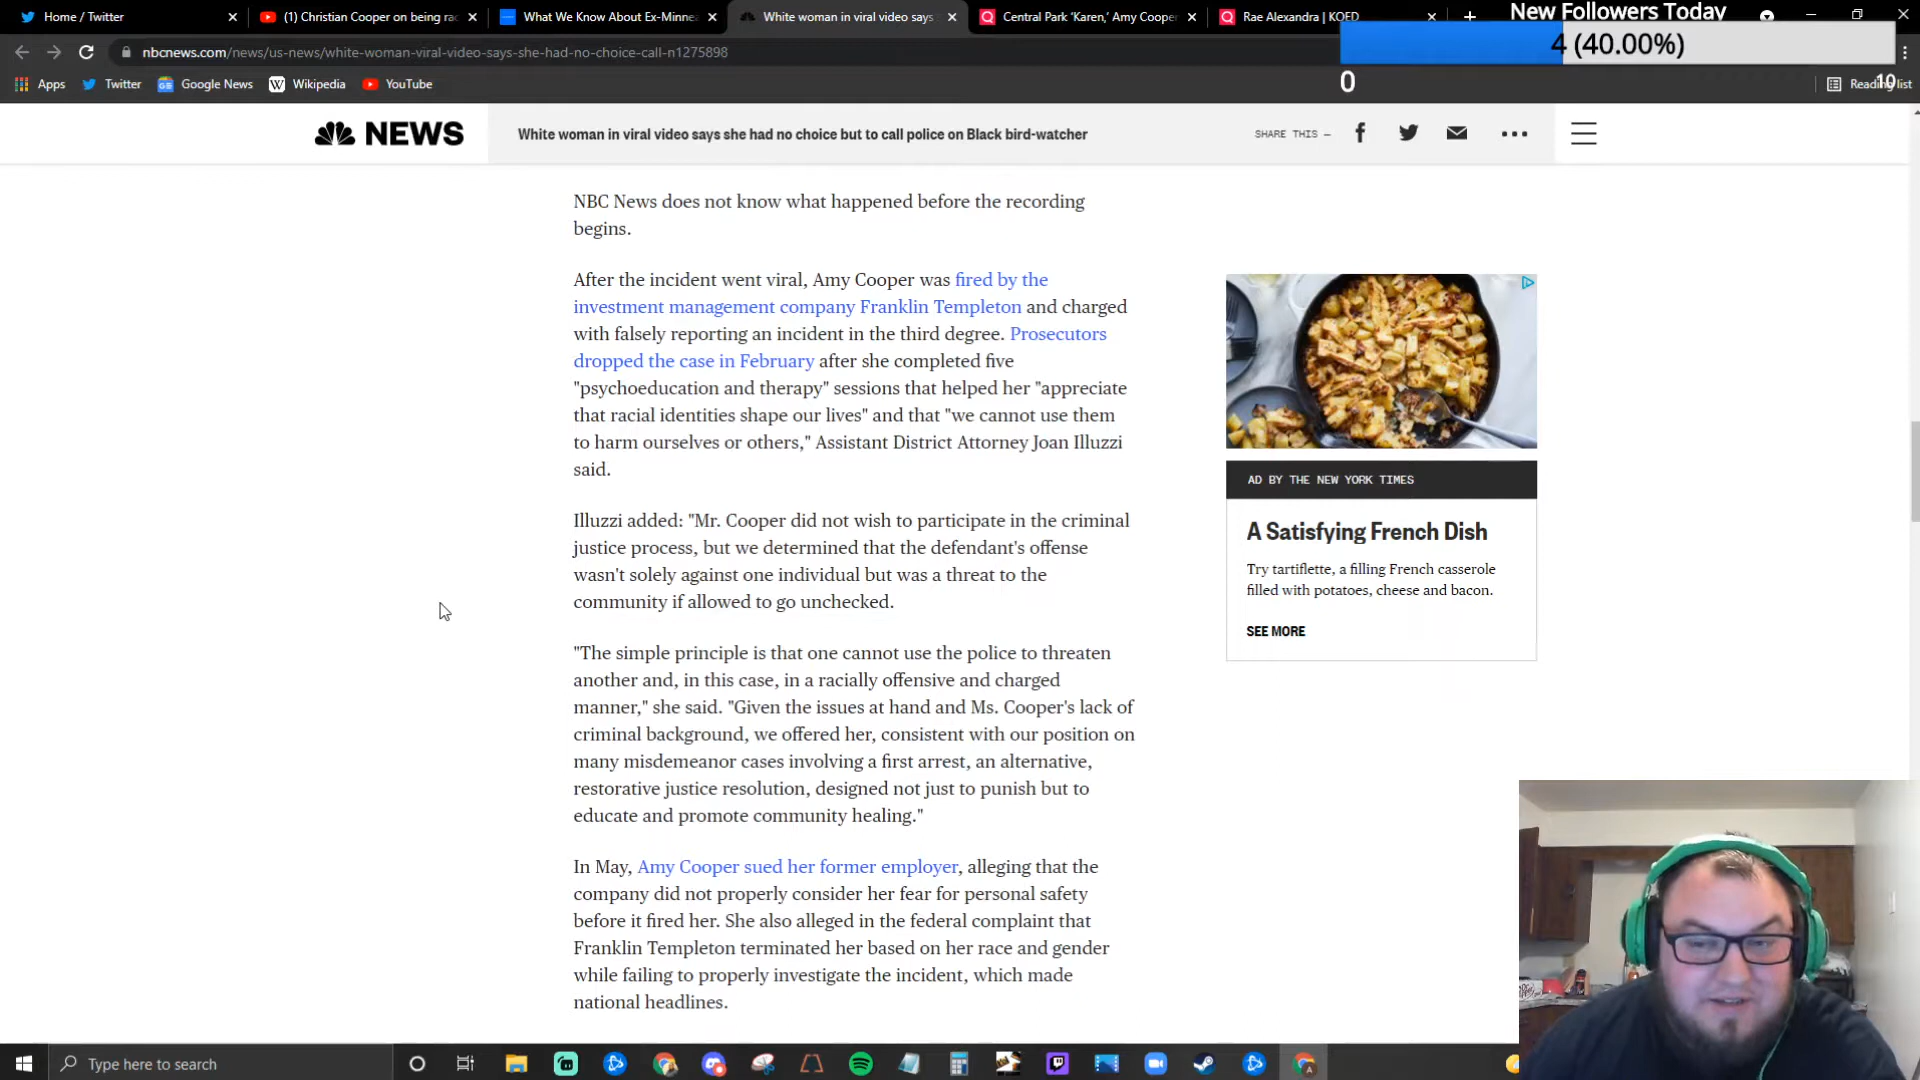 Home / Twitter
(1) Christian Cooper on being rac
What We Know About Ex-Minne
White woman in viral video says
Central Park ‘Karen,’ Amy Cooper
Rae Alexandra | KQED
New Followers Today
4 (40.00%)
0
10
nbcnews.com/news/us-news/white-woman-viral-video-says-she-had-no-choice-call-n1275898
Apps
Twitter
Google News
Wikipedia
YouTube
Reading list
NEWS
White woman in viral video says she had no choice but to call police on Black bird-watcher
SHARE THIS —
NBC News does not know what happened before the recording
begins.
After the incident went viral, Amy Cooper was fired by the
investment management company Franklin Templeton and charged
with falsely reporting an incident in the third degree. Prosecutors
dropped the case in February after she completed five
"psychoeducation and therapy" sessions that helped her "appreciate
that racial identities shape our lives" and that "we cannot use them
to harm ourselves or others," Assistant District Attorney Joan Illuzzi
said.
Illuzzi added: "Mr. Cooper did not wish to participate in the criminal
justice process, but we determined that the defendant's offense
wasn't solely against one individual but was a threat to the
community if allowed to go unchecked.
"The simple principle is that one cannot use the police to threaten
another and, in this case, in a racially offensive and charged
manner," she said. "Given the issues at hand and Ms. Cooper's lack of
criminal background, we offered her, consistent with our position on
many misdemeanor cases involving a first arrest, an alternative,
restorative justice resolution, designed not just to punish but to
educate and promote community healing."
In May, Amy Cooper sued her former employer, alleging that the
company did not properly consider her fear for personal safety
before it fired her. She also alleged in the federal complaint that
Franklin Templeton terminated her based on her race and gender
while failing to properly investigate the incident, which made
national headlines.
AD BY THE NEW YORK TIMES
A Satisfying French Dish
Try tartiflette, a filling French casserole
filled with potatoes, cheese and bacon.
SEE MORE
Type here to search